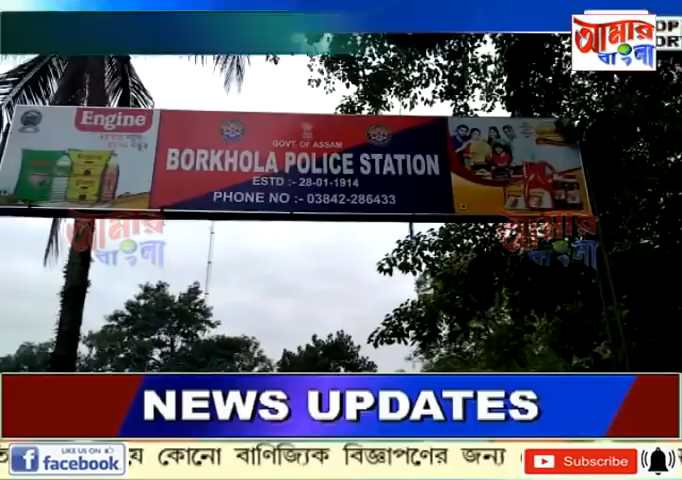 আমার
বাংলা
Engine
GOVT. OF ASSAM
BORKHOLA POLICE STATION
ESTD :- 28-01-1914
PHONE NO :- 03842-286433
আমার
বাংলা
আমার
বাংলা
NEWS UPDATES
LIKE US ON
facebook
কোনো বাণিজ্যিক বিজ্ঞাপণের জন্য
Subscribe